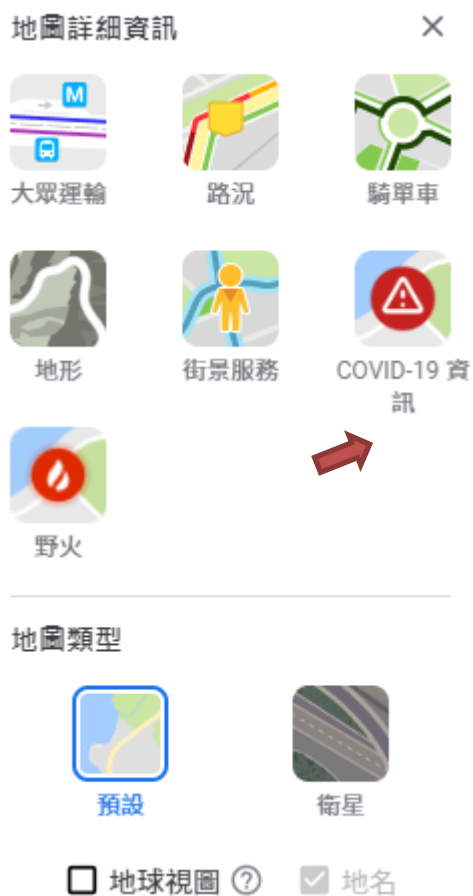 地圖詳細資訊
M
大眾運輸 路況 騎單車
地形 街景服務 COVID-19 資
訊
野火
地圖類型
預設 衛星
地球視圖 ? 地名